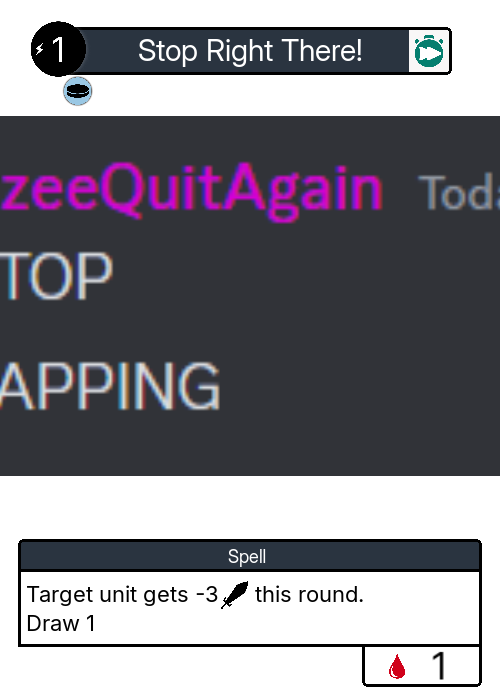 1 Stop Right There!
zeeQuitAgain Toda
TOP
APPING
Spell
Target unit gets -3 this round.
Draw 1
1